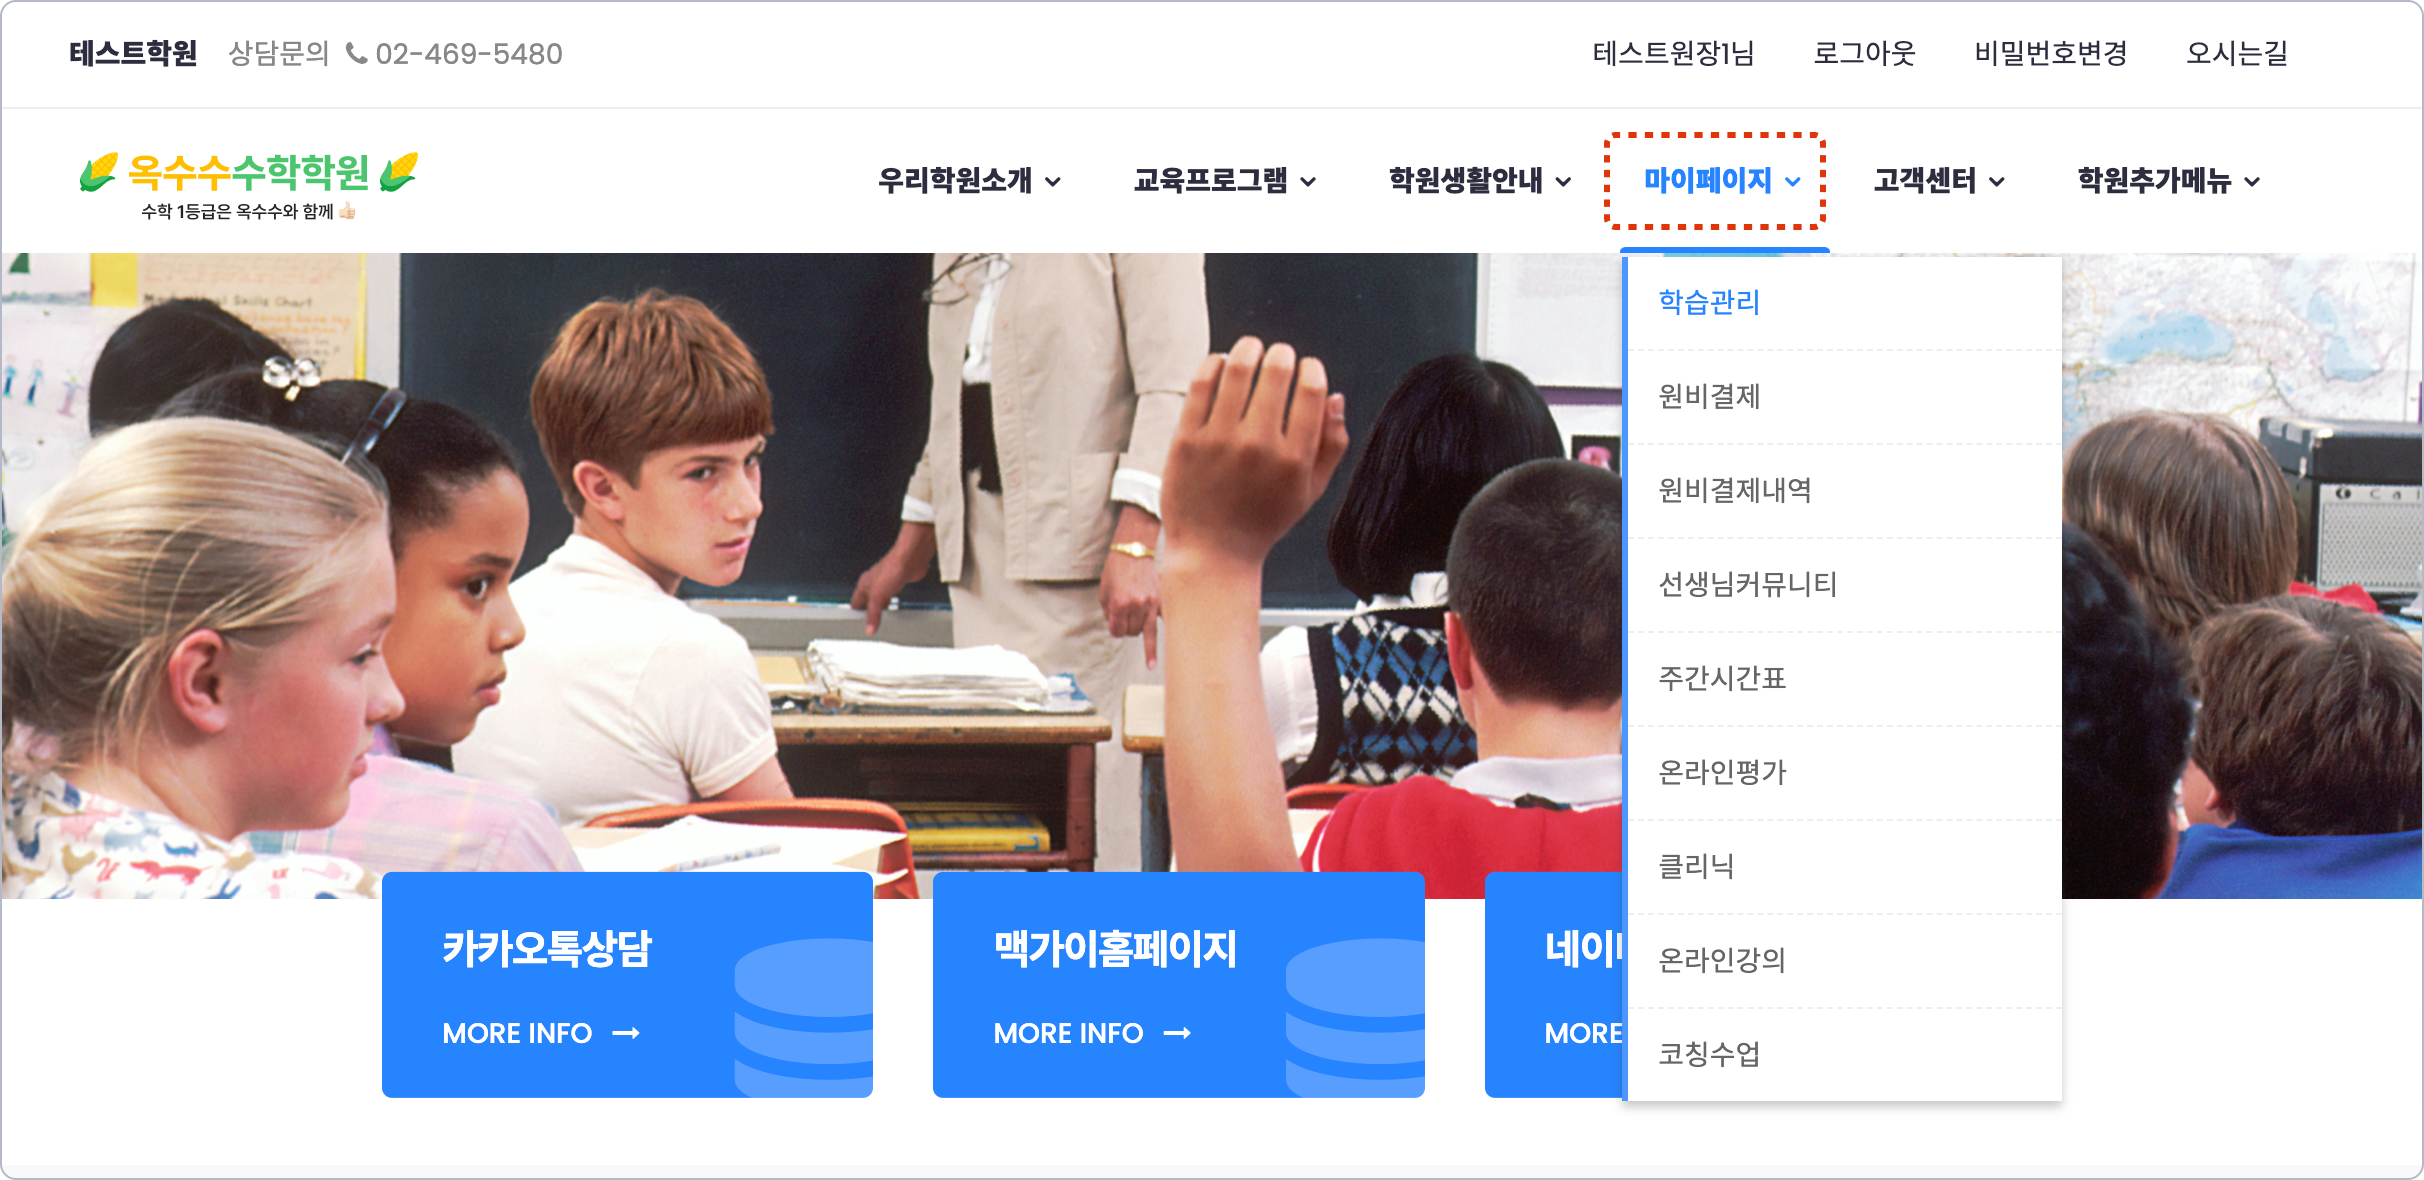 테스트학원 상담문의 02-469-5480 테스트원장1님 로그아웃 비밀번호변경 오시는길
옥수수수학학원
수학 1등급은 옥수수와 함께
우리학원소개 교육프로그램 학원생활안내 마이페이지 고객센터 학원추가메뉴
학습관리
원비결제
원비결제내역
선생님커뮤니티
주간시간표
온라인평가
클리닉
온라인강의
코칭수업
카카오톡상담
MORE INFO
맥가이홈페이지
MORE INFO
네이
MORE